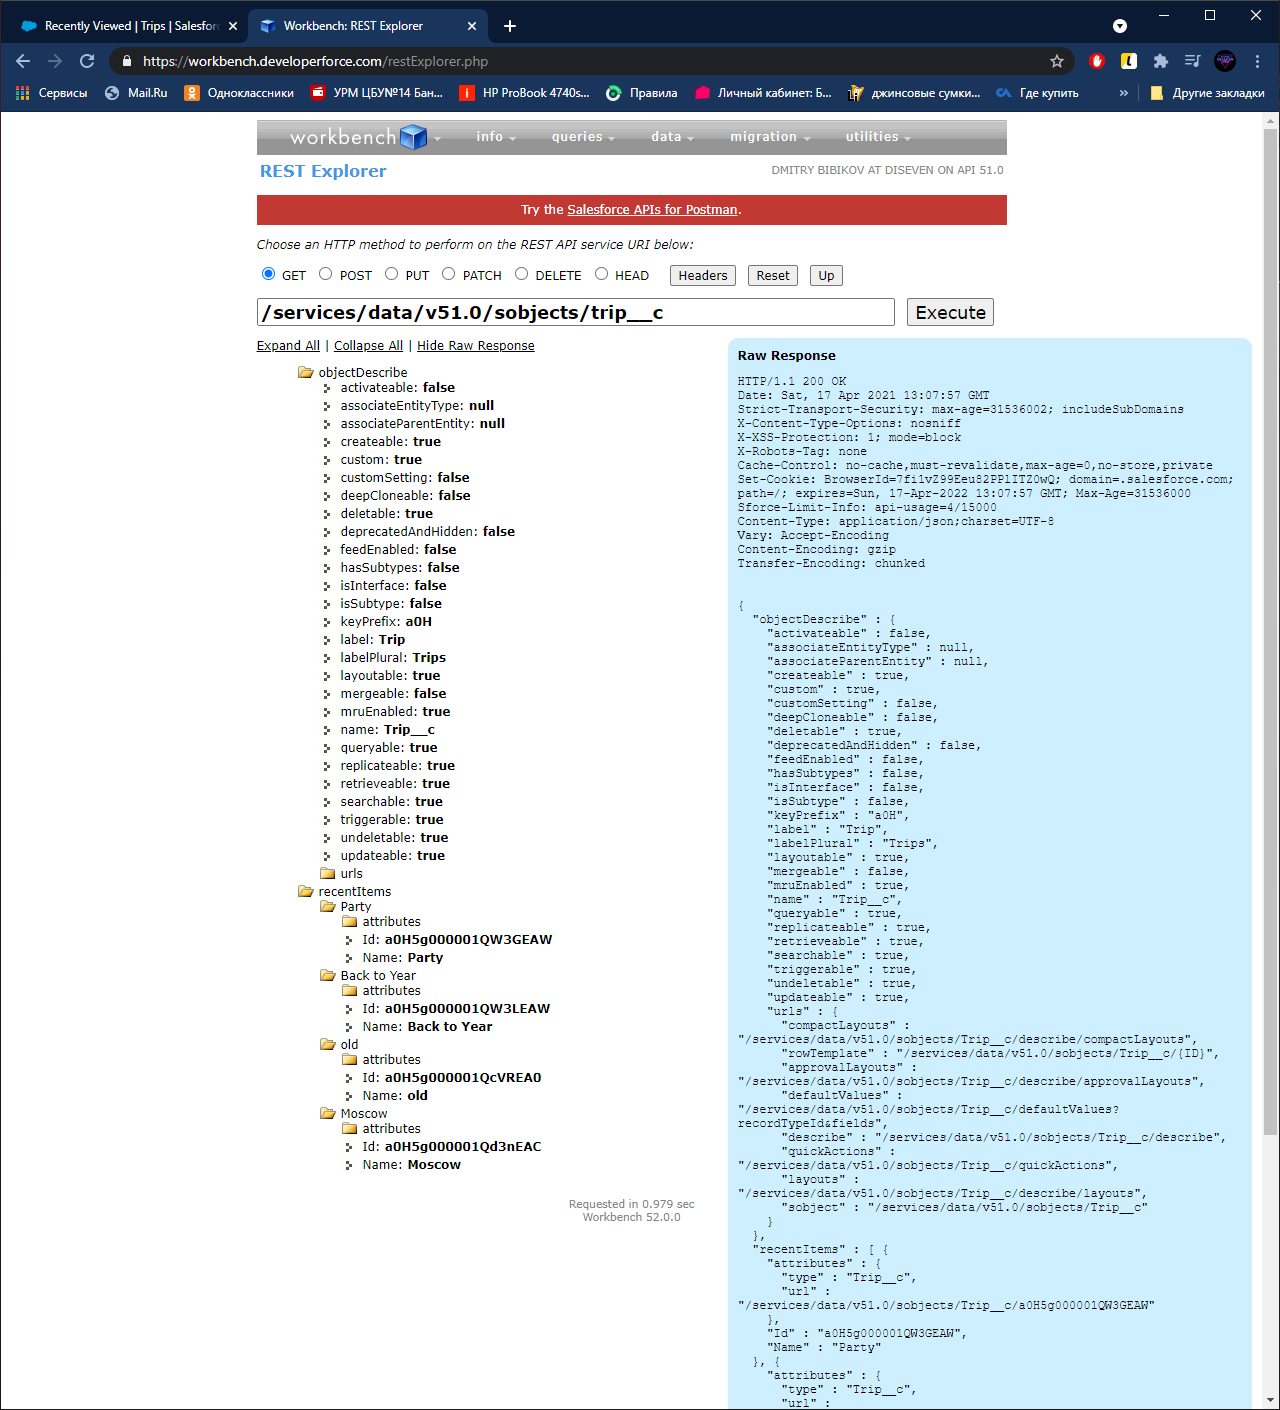 Recently Viewed | Trips | Salesfor
Workbench: REST Explorer
https://workbench.developerforce.com/restExplorer.php
Сервисы
Mail.Ru
Одноклассники
УРМ ЦБУ№14 Бан...
HP ProBook 4740s...
Правила
Личный кабинет: Б...
джинсовые сумки...
Где купить
»
Другие закладки
workbench
info
queries
data
migration
utilities
REST Explorer
DMITRY BIBIKOV AT DISEVEN ON API 51.0
Try the Salesforce APIs for Postman.
Choose an HTTP method to perform on the REST API service URI below:
GET POST PUT PATCH DELETE HEAD Headers Reset Up
/services/data/v51.0/sobjects/trip__c
Execute
Expand All | Collapse All | Hide Raw Response
objectDescribe
activateable: false
associateEntityType: null
associateParentEntity: null
createable: true
custom: true
customSetting: false
deepCloneable: false
deletable: true
deprecatedAndHidden: false
feedEnabled: false
hasSubtypes: false
isInterface: false
isSubtype: false
keyPrefix: a0H
label: Trip
labelPlural: Trips
layoutable: true
mergeable: false
mruEnabled: true
name: Trip__c
queryable: true
replicateable: true
retrieveable: true
searchable: true
triggerable: true
undeletable: true
updateable: true
urls
recentItems
Party
attributes
Id: a0H5g000001QW3GEAW
Name: Party
Back to Year
attributes
Id: a0H5g000001QW3LEAW
Name: Back to Year
old
attributes
Id: a0H5g000001QcVREA0
Name: old
Moscow
attributes
Id: a0H5g000001Qd3nEAC
Name: Moscow
Requested in 0.979 sec
Workbench 52.0.0
Raw Response
HTTP/1.1 200 OK
Date: Sat, 17 Apr 2021 13:07:57 GMT
Strict-Transport-Security: max-age=31536002; includeSubDomains
X-Content-Type-Options: nosniff
X-XSS-Protection: 1; mode=block
X-Robots-Tag: none
Cache-Control: no-cache,must-revalidate,max-age=0,no-store,private
Set-Cookie: BrowserId=7fi1vZ99Eeu82PPlITZ0wQ; domain=.salesforce.com;
path=/; expires=Sun, 17-Apr-2022 13:07:57 GMT; Max-Age=31536000
Sforce-Limit-Info: api-usage=4/15000
Content-Type: application/json;charset=UTF-8
Vary: Accept-Encoding
Content-Encoding: gzip
Transfer-Encoding: chunked
{
"objectDescribe" : {
"activateable" : false,
"associateEntityType" : null,
"associateParentEntity" : null,
"createable" : true,
"custom" : true,
"customSetting" : false,
"deepCloneable" : false,
"deletable" : true,
"deprecatedAndHidden" : false,
"feedEnabled" : false,
"hasSubtypes" : false,
"isInterface" : false,
"isSubtype" : false,
"keyPrefix" : "a0H",
"label" : "Trip",
"labelPlural" : "Trips",
"layoutable" : true,
"mergeable" : false,
"mruEnabled" : true,
"name" : "Trip__c",
"queryable" : true,
"replicateable" : true,
"retrieveable" : true,
"searchable" : true,
"triggerable" : true,
"undeletable" : true,
"updateable" : true,
"urls" : {
"compactLayouts" :
"/services/data/v51.0/sobjects/Trip__c/describe/compactLayouts",
"rowTemplate" : "/services/data/v51.0/sobjects/Trip__c/{ID}",
"approvalLayouts" :
"/services/data/v51.0/sobjects/Trip__c/describe/approvalLayouts",
"defaultValues" :
"/services/data/v51.0/sobjects/Trip__c/defaultValues?
recordTypeId&fields",
"describe" : "/services/data/v51.0/sobjects/Trip__c/describe",
"quickActions" :
"/services/data/v51.0/sobjects/Trip__c/quickActions",
"layouts" :
"/services/data/v51.0/sobjects/Trip__c/describe/layouts",
"sobject" : "/services/data/v51.0/sobjects/Trip__c"
}
},
"recentItems" : [ {
"attributes" : {
"type" : "Trip__c",
"url" :
"/services/data/v51.0/sobjects/Trip__c/a0H5g000001QW3GEAW"
},
"Id" : "a0H5g000001QW3GEAW",
"Name" : "Party"
}, {
"attributes" : {
"type" : "Trip__c",
"url" :